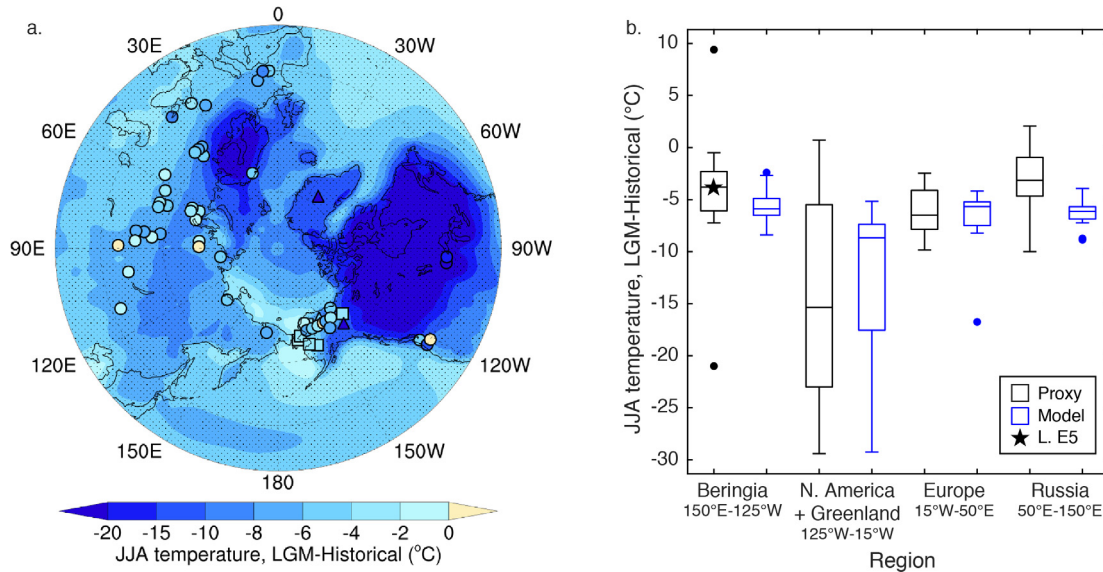 a.
0
30E
30W
60E
60W
90E
90W
120E
120W
150E
150W
180
-20 -15 -10 -8 -6 -4 -2 0
JJA temperature, LGM-Historical (°C)
b.
JJA temperature, LGM-Historical (°C)
10
5
0
-5
-10
-15
-20
-25
-30
Proxy
Model
L. E5
Beringia
150°E-125°W
N. America
+ Greenland
125°W-15°W
Europe
15°W-50°E
Russia
50°E-150°E
Region